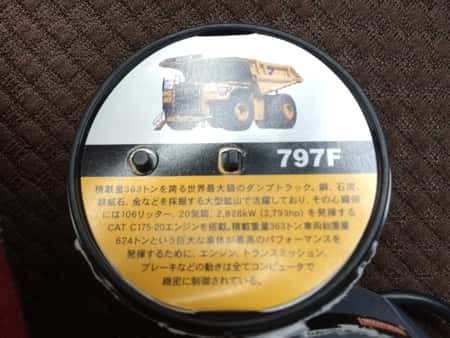 797F
積載量363トンを誇る世界最大級のダンプトラック。銅、石炭、
鉄鉱石、金などを採掘する大型鉱山で活躍しており、その心臓部
には106リッター、20気筒、2,828kW (3,793hp) を発揮する
CAT C175-20エンジンを搭載。積載重量363トン車両総重量
624トンという巨大な車体が最高のパフォーマンスを
発揮するために、エンジン、トランスミッション、
ブレーキなどの動きは全てコンピュータで
緻密に制御されている。